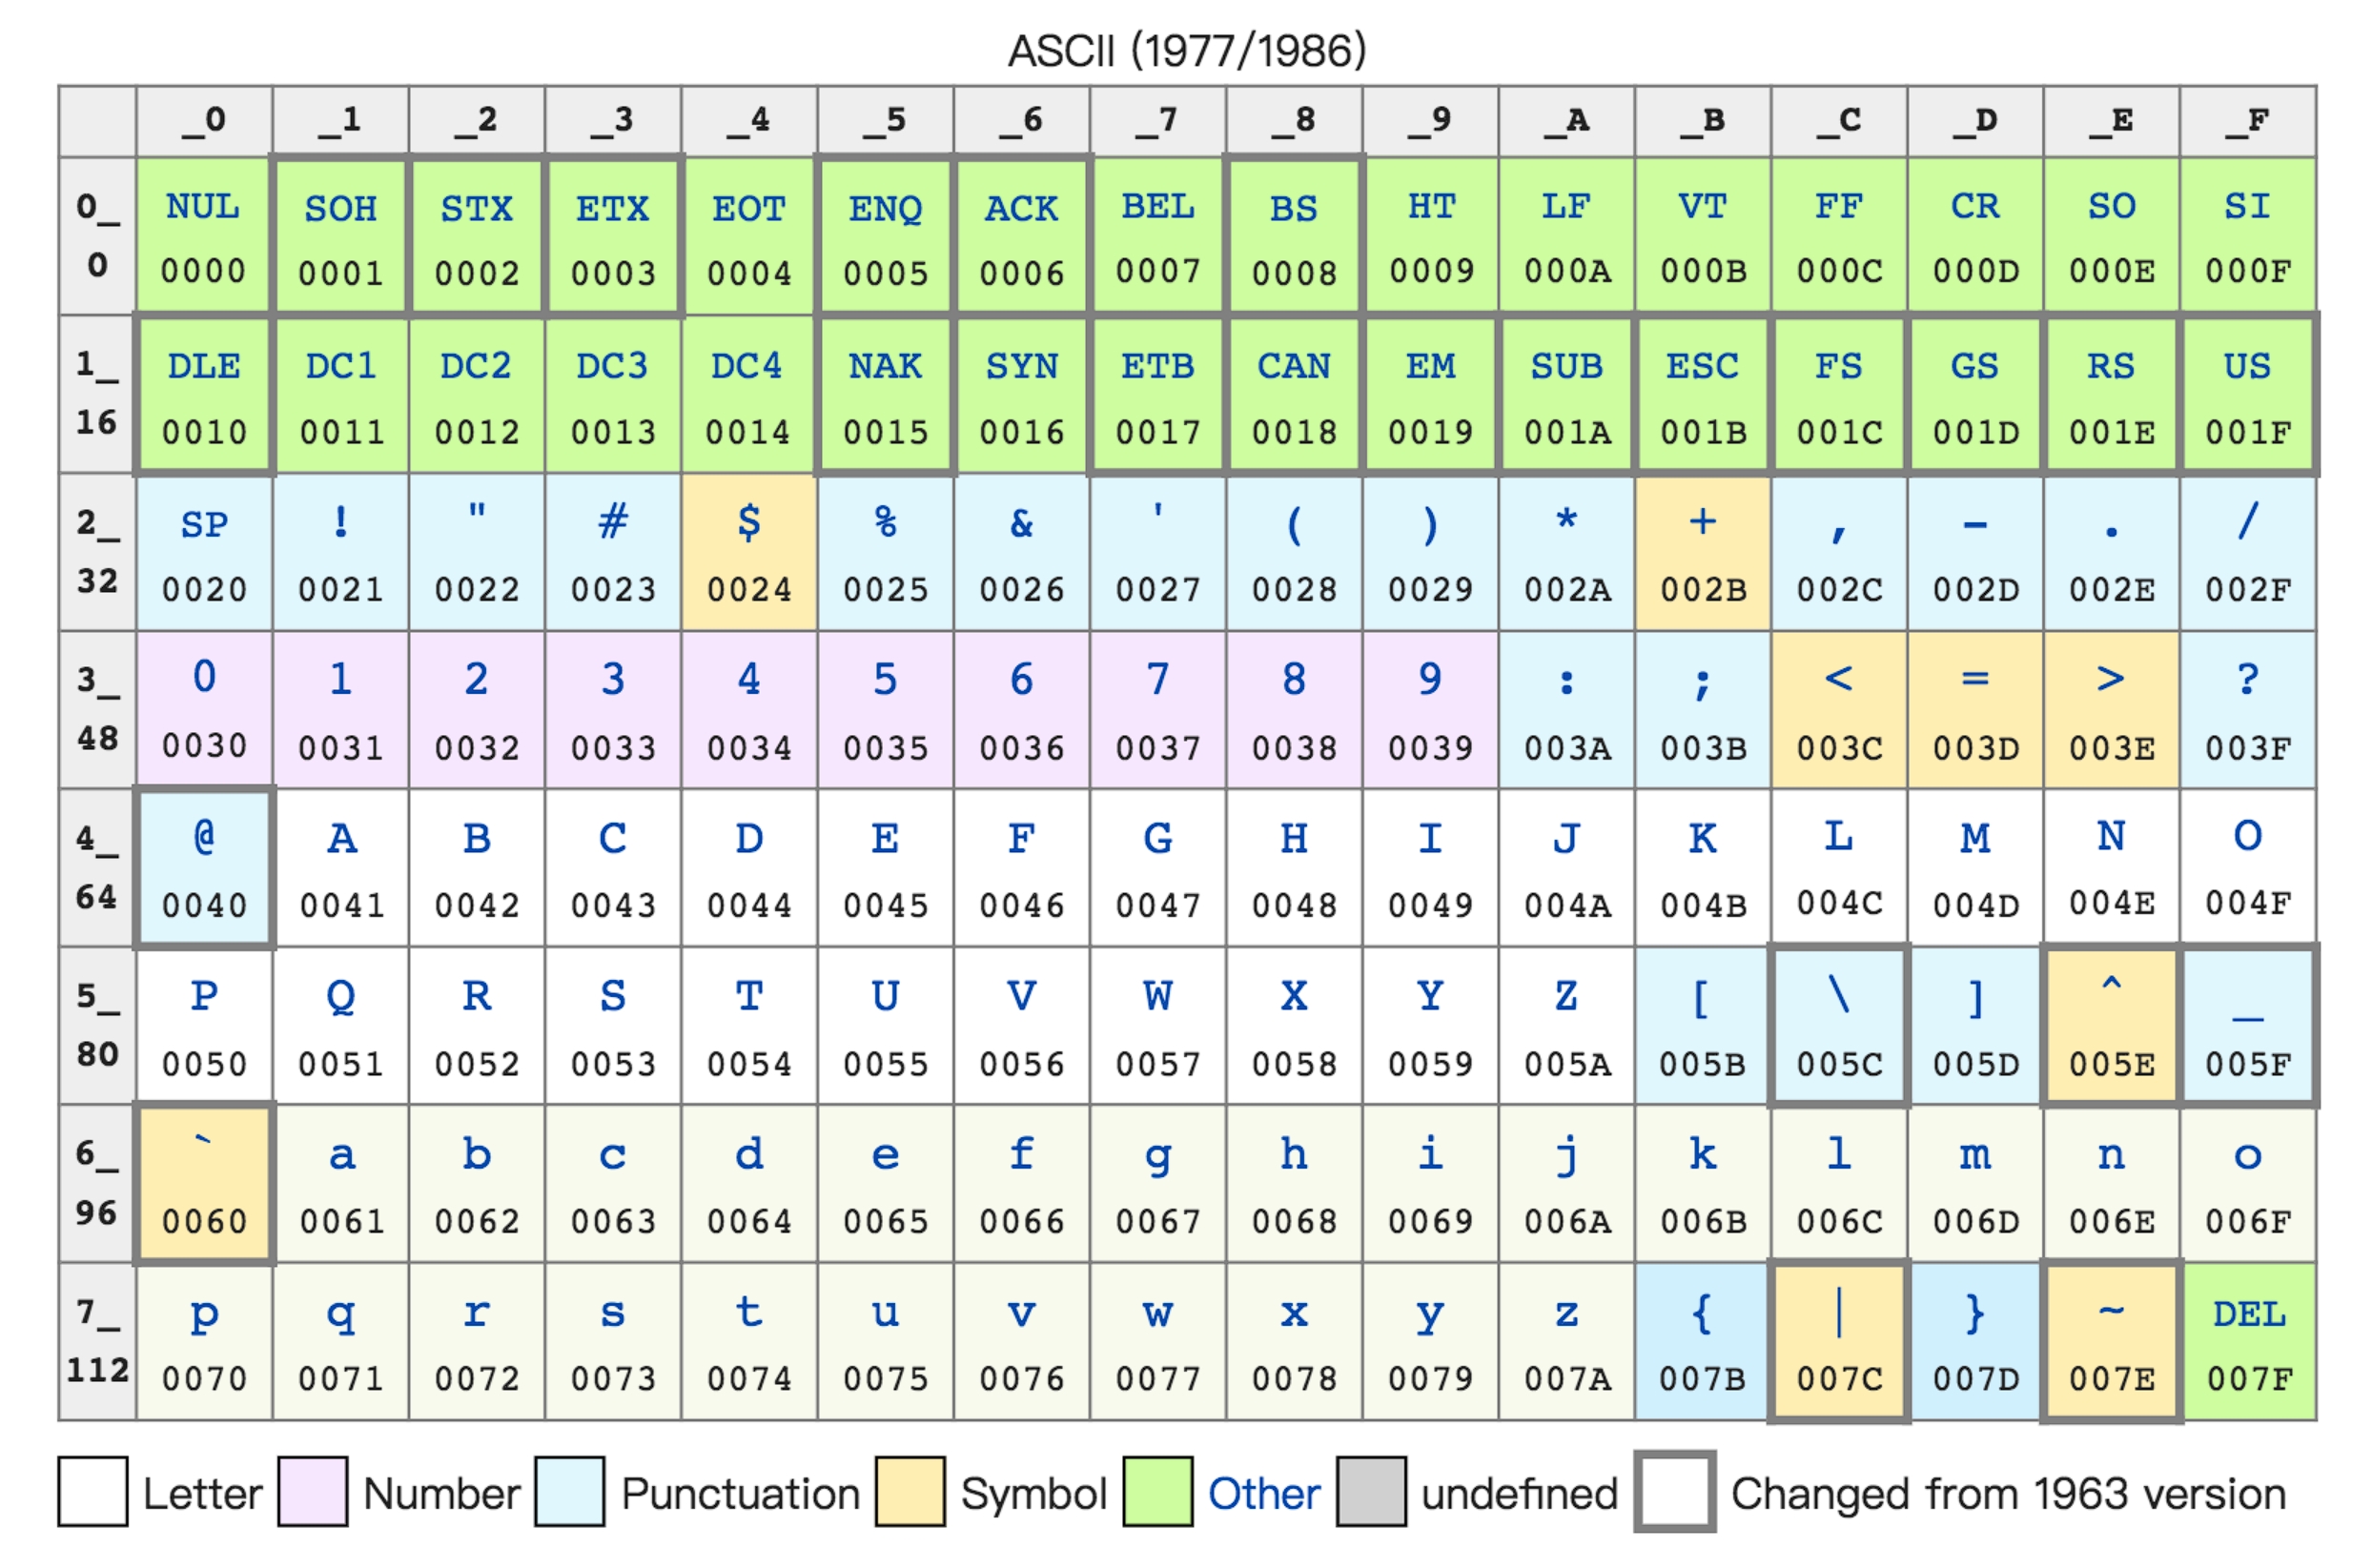 ASCII (1977/1986)
_0 _1 _2 _3 _4 _5 _6 _7 _8 _9 _A _B _C _D _E _F
0_ NUL SOH STX ETX EOT ENQ ACK BEL BS HT LF VT FF CR SO SI
0 0000 0001 0002 0003 0004 0005 0006 0007 0008 0009 000A 000B 000C 000D 000E 000F
1_ DLE DC1 DC2 DC3 DC4 NAK SYN ETB CAN EM SUB ESC FS GS RS US
16 0010 0011 0012 0013 0014 0015 0016 0017 0018 0019 001A 001B 001C 001D 001E 001F
2_ SP ! " # $ % & ' ( ) * + , - . /
32 0020 0021 0022 0023 0024 0025 0026 0027 0028 0029 002A 002B 002C 002D 002E 002F
3_ 0 1 2 3 4 5 6 7 8 9 : ; < = > ?
48 0030 0031 0032 0033 0034 0035 0036 0037 0038 0039 003A 003B 003C 003D 003E 003F
4_ @ A B C D E F G H I J K L M N O
64 0040 0041 0042 0043 0044 0045 0046 0047 0048 0049 004A 004B 004C 004D 004E 004F
5_ P Q R S T U V W X Y Z [ \ ] ^ _
80 0050 0051 0052 0053 0054 0055 0056 0057 0058 0059 005A 005B 005C 005D 005E 005F
6_ ` a b c d e f g h i j k l m n o
96 0060 0061 0062 0063 0064 0065 0066 0067 0068 0069 006A 006B 006C 006D 006E 006F
7_ p q r s t u v w x y z { | } ~ DEL
112 0070 0071 0072 0073 0074 0075 0076 0077 0078 0079 007A 007B 007C 007D 007E 007F
Letter Number Punctuation Symbol Other undefined Changed from 1963 version